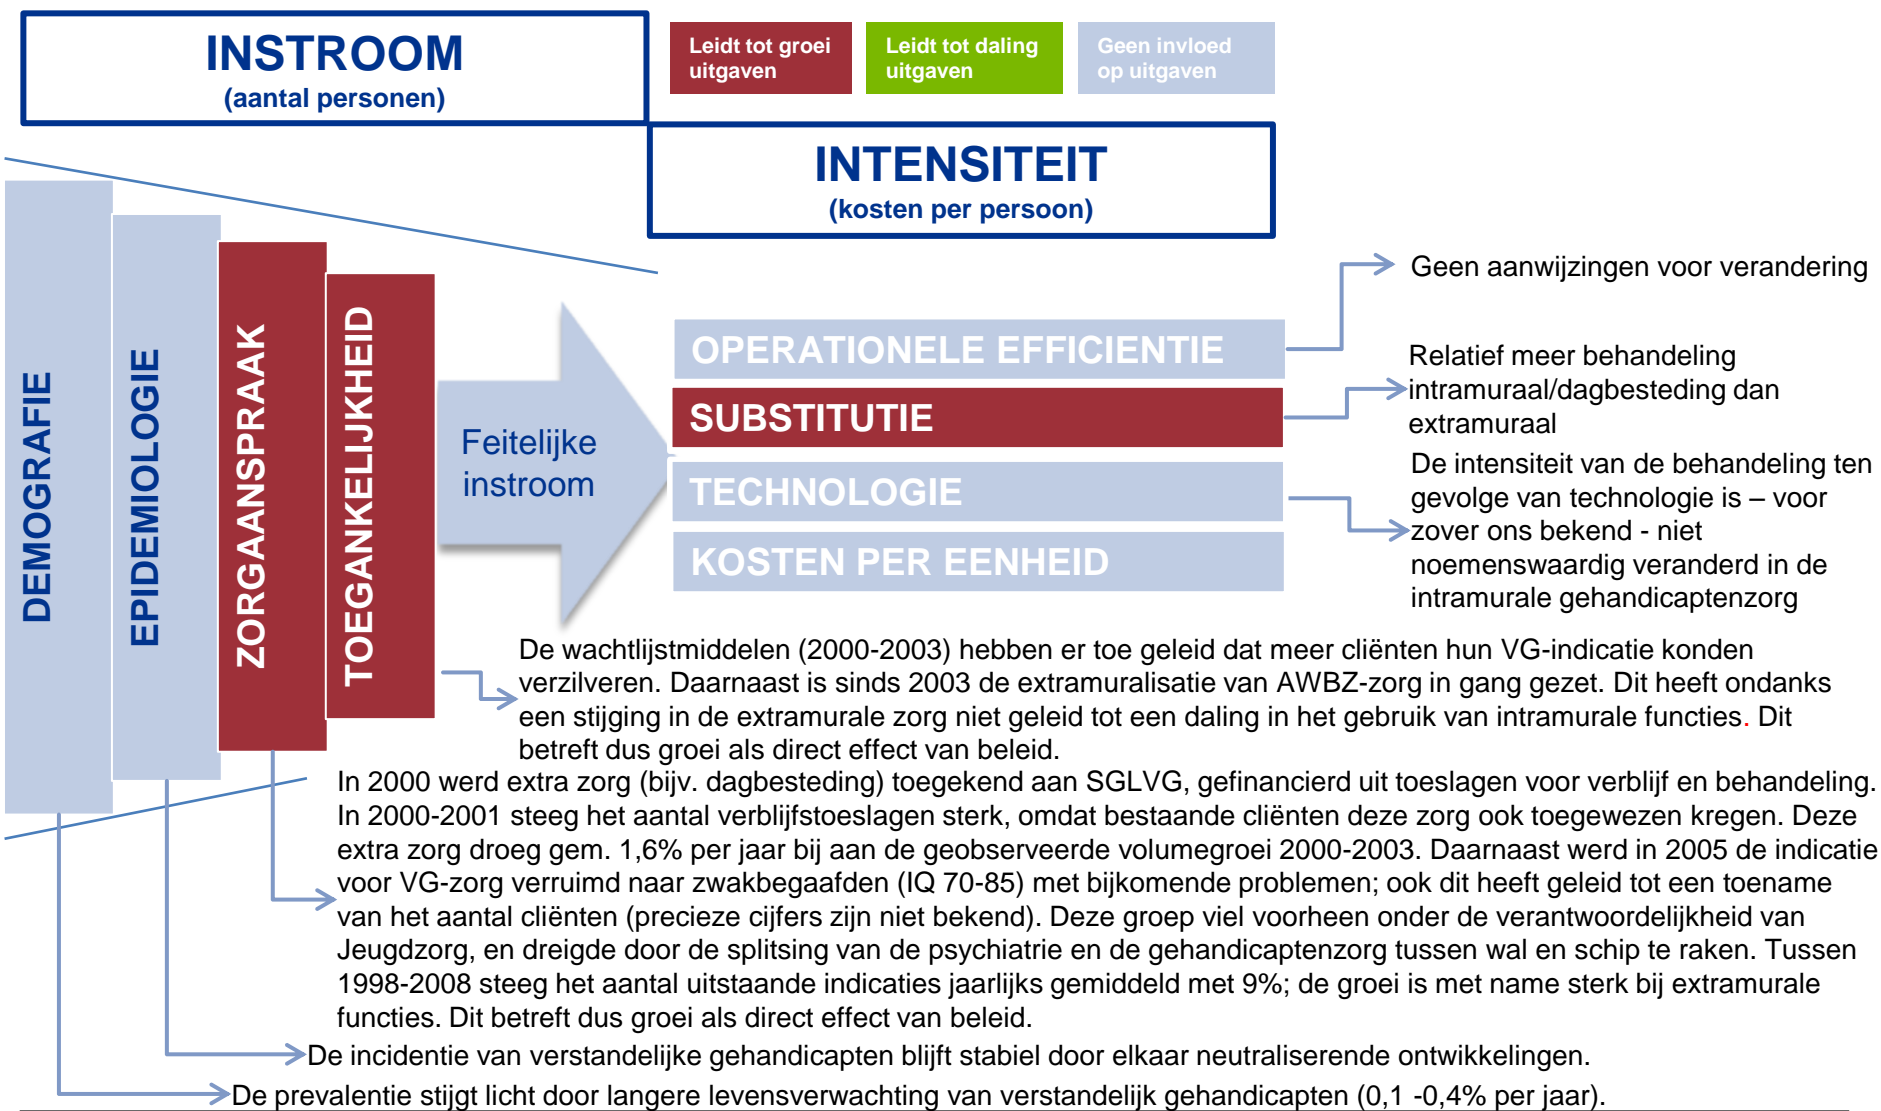 INSTROOM
(aantal personen)
Leidt tot groei
uitgaven
Leidt tot daling
uitgaven
Geen invloed
op uitgaven
INTENSITEIT
(kosten per persoon)
DEMOGRAFIE
EPIDEMIOLOGIE
ZORGAANSPRAAK
TOEGANKELIJKHEID
Feitelijke
instroom
OPERATIONELE EFFICIENTIE
SUBSTITUTIE
TECHNOLOGIE
KOSTEN PER EENHEID
Geen aanwijzingen voor verandering
Relatief meer behandeling
intramuraal/dagbesteding dan
extramuraal
De intensiteit van de behandeling ten
gevolge van technologie is – voor
zover ons bekend - niet
noemenswaardig veranderd in de
intramurale gehandicaptenzorg
De wachtlijstmiddelen (2000-2003) hebben er toe geleid dat meer cliënten hun VG-indicatie konden
verzilveren. Daarnaast is sinds 2003 de extramuralisatie van AWBZ-zorg in gang gezet. Dit heeft ondanks
een stijging in de extramurale zorg niet geleid tot een daling in het gebruik van intramurale functies. Dit
betreft dus groei als direct effect van beleid.
In 2000 werd extra zorg (bijv. dagbesteding) toegekend aan SGLVG, gefinancierd uit toeslagen voor verblijf en behandeling.
In 2000-2001 steeg het aantal verblijfstoeslagen sterk, omdat bestaande cliënten deze zorg ook toegewezen kregen. Deze
extra zorg droeg gem. 1,6% per jaar bij aan de geobserveerde volumegroei 2000-2003. Daarnaast werd in 2005 de indicatie
voor VG-zorg verruimd naar zwakbegaafden (IQ 70-85) met bijkomende problemen; ook dit heeft geleid tot een toename
van het aantal cliënten (precieze cijfers zijn niet bekend). Deze groep viel voorheen onder de verantwoordelijkheid van
Jeugdzorg, en dreigde door de splitsing van de psychiatrie en de gehandicaptenzorg tussen wal en schip te raken. Tussen
1998-2008 steeg het aantal uitstaande indicaties jaarlijks gemiddeld met 9%; de groei is met name sterk bij extramurale
functies. Dit betreft dus groei als direct effect van beleid.
De incidentie van verstandelijke gehandicapten blijft stabiel door elkaar neutraliserende ontwikkelingen.
De prevalentie stijgt licht door langere levensverwachting van verstandelijk gehandicapten (0,1 -0,4% per jaar).